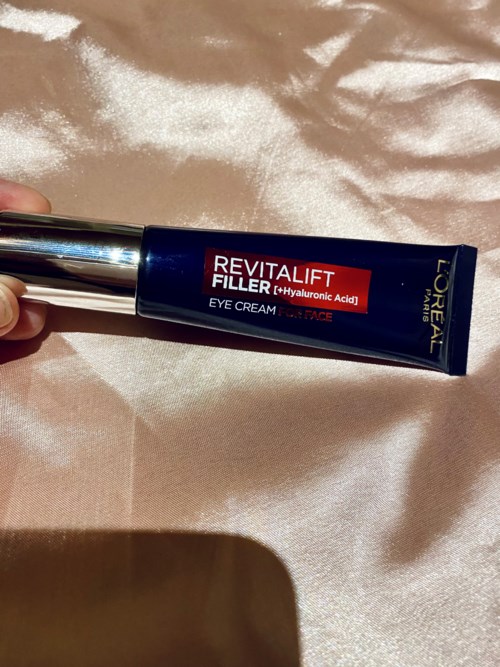 REVITALIFT
FILLER [+Hyaluronic Acid]
EYE CREAM FOR FACE
L'ORÉAL
PARIS